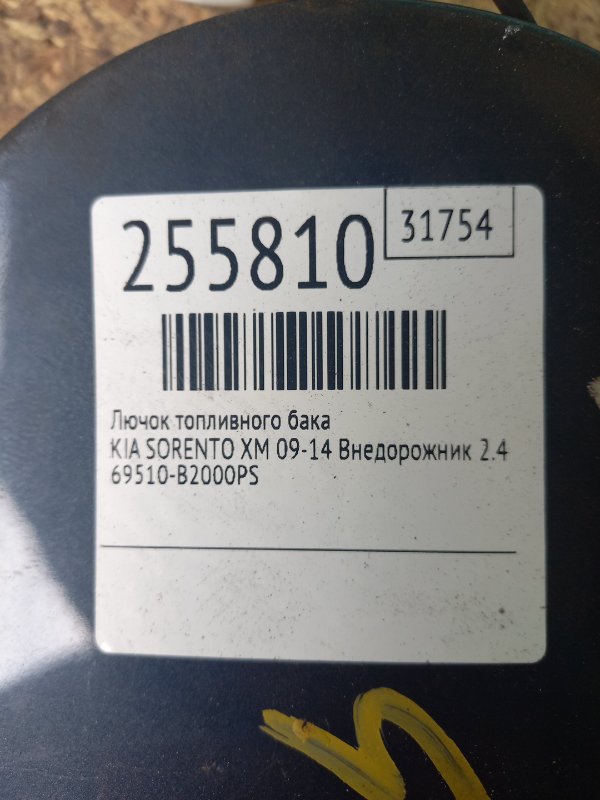 255810
31754
Лючок топливного бака
KIA SORENTO XM 09-14 Внедорожник 2.4
69510-B2000PS